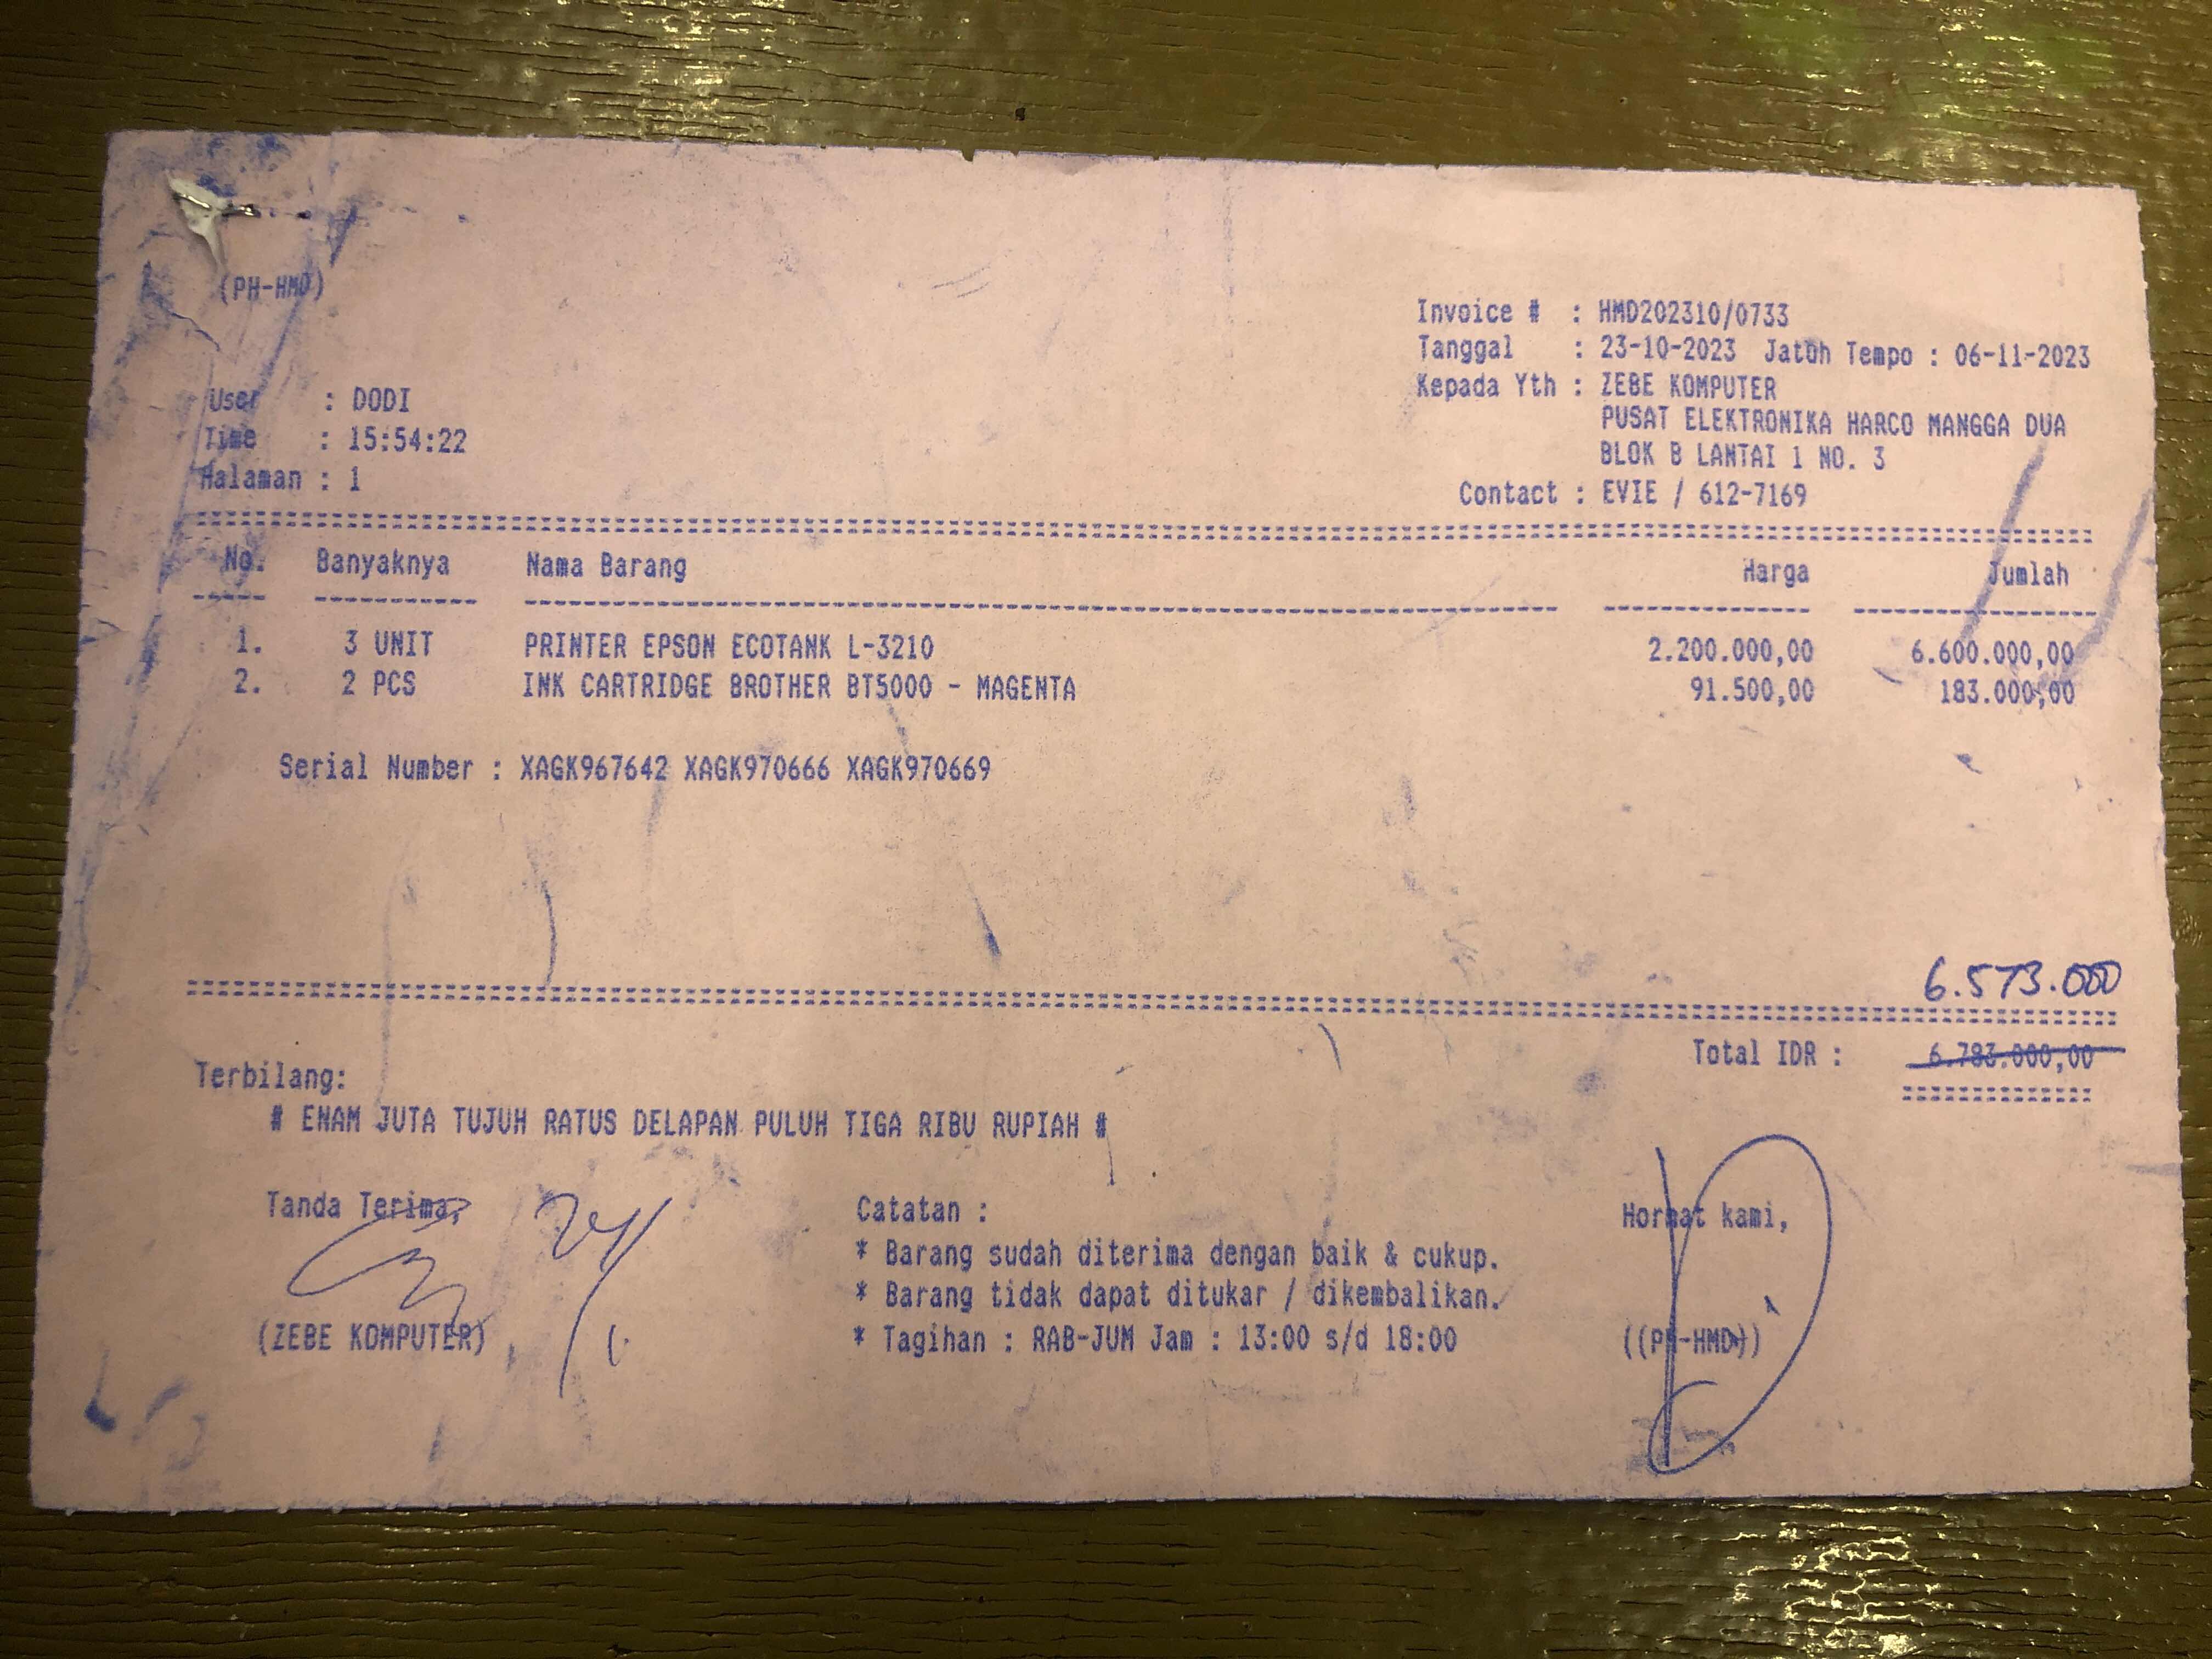 (PH-HMD)
Invoice # : HMD202310/0733
Tanggal : 23-10-2023 Jatuh Tempo : 06-11-2023
Kepada Yth : ZEBE KOMPUTER
PUSAT ELEKTRONIKA HARCO MANGGA DUA
BLOK B LANTAI 1 NO. 3
Contact : EVIE / 612-7169
User : DODI
Time : 15:54:22
Halaman : 1
No. Banyaknya Nama Barang Harga Jumlah
1. 3 UNIT PRINTER EPSON ECOTANK L-3210 2.200.000,00 6.600.000,00
2. 2 PCS INK CARTRIDGE BROTHER BT5000 - MAGENTA 91.500,00 183.000,00
Serial Number : XAGK967642 XAGK970666 XAGK970669
6.573.000
Total IDR : 6.783.000,00
Terbilang:
# ENAM JUTA TUJUH RATUS DELAPAN PULUH TIGA RIBU RUPIAH #
Tanda Terima,
(ZEBE KOMPUTER)
Catatan :
* Barang sudah diterima dengan baik & cukup.
* Barang tidak dapat ditukar / dikembalikan.
* Tagihan : RAB-JUM Jam : 13:00 s/d 18:00
Hormat kami,
((PH-HMD))